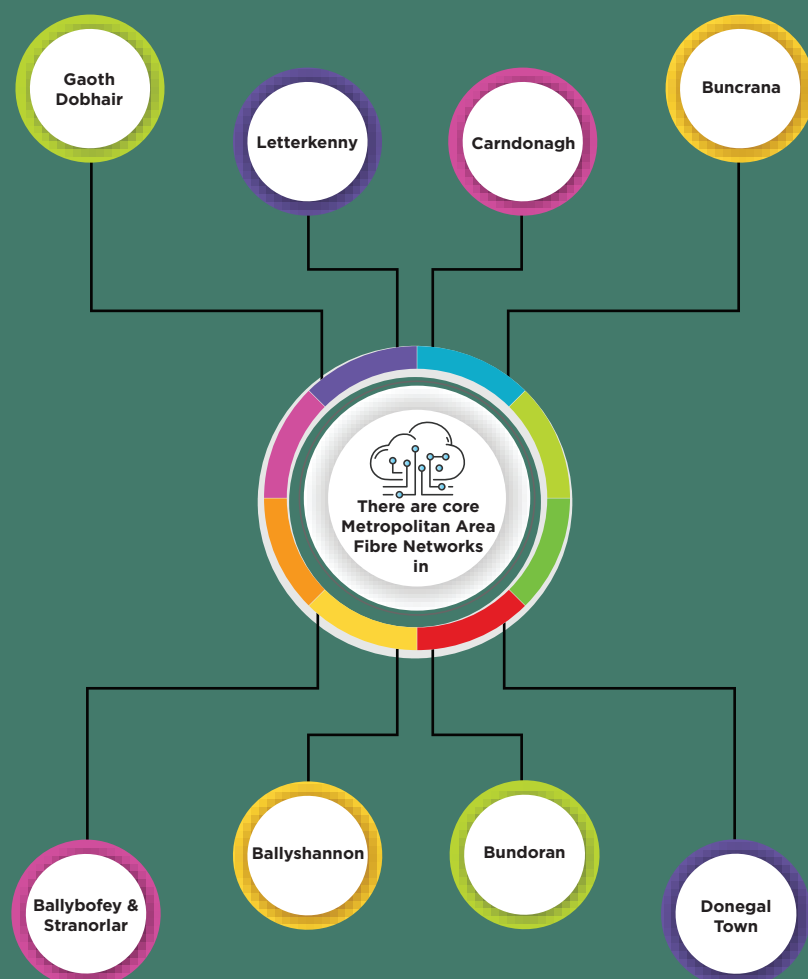 Gaoth
Dobhair
Letterkenny
Carndonagh
Buncrana
There are core
Metropolitan Area
Fibre Networks
in
Ballybofey &
Stranorlar
Ballyshannon
Bundoran
Donegal
Town